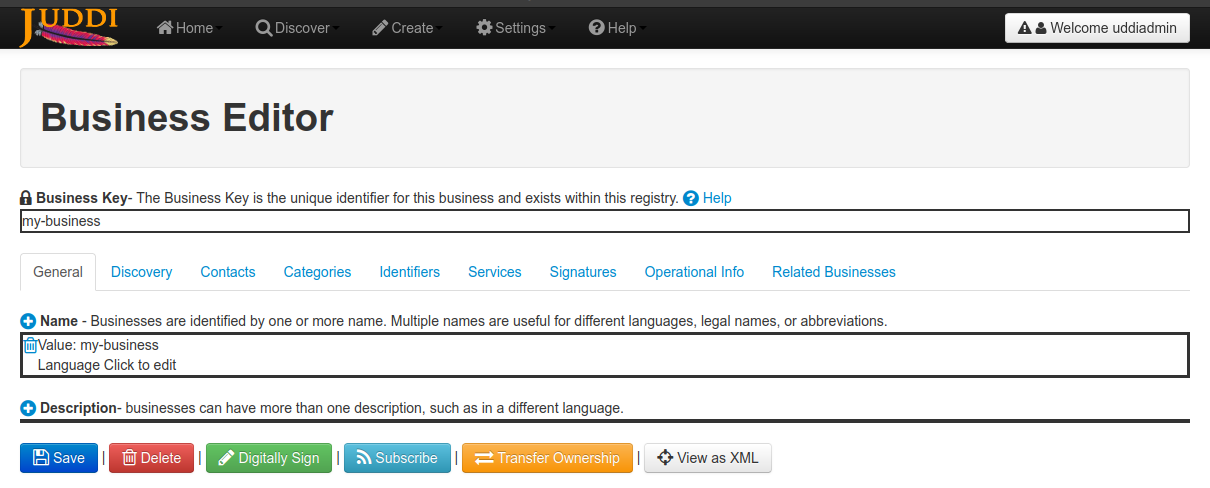 JUDDI
Home Discover Create Settings Help Welcome uddiadmin
Business Editor
Business Key- The Business Key is the unique identifier for this business and exists within this registry. Help
my-business
General Discovery Contacts Categories Identifiers Services Signatures Operational Info Related Businesses
Name - Businesses are identified by one or more name. Multiple names are useful for different languages, legal names, or abbreviations.
Value: my-business
Language Click to edit
Description- businesses can have more than one description, such as in a different language.
Save | Delete | Digitally Sign | Subscribe | Transfer Ownership | View as XML